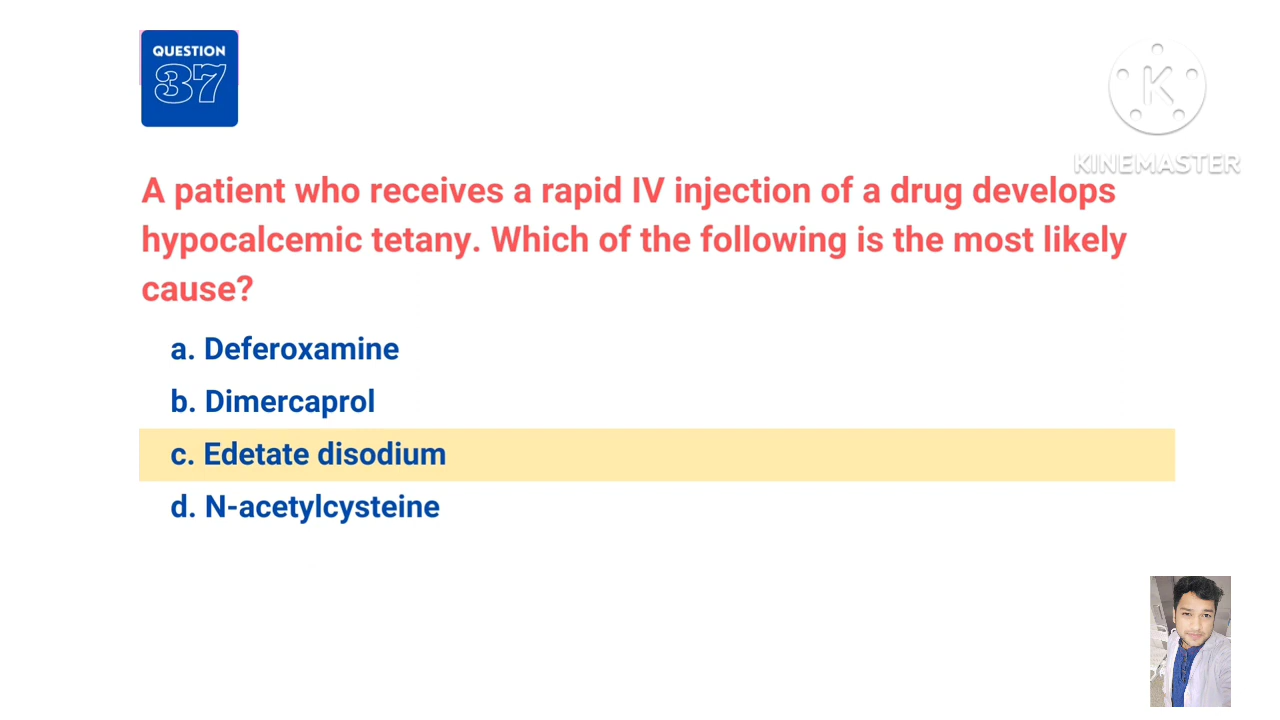 QUESTION
37
K
KINEMASTER
A patient who receives a rapid IV injection of a drug develops
hypocalcemic tetany. Which of the following is the most likely
cause?
a. Deferoxamine
b. Dimercaprol
c. Edetate disodium
d. N-acetylcysteine